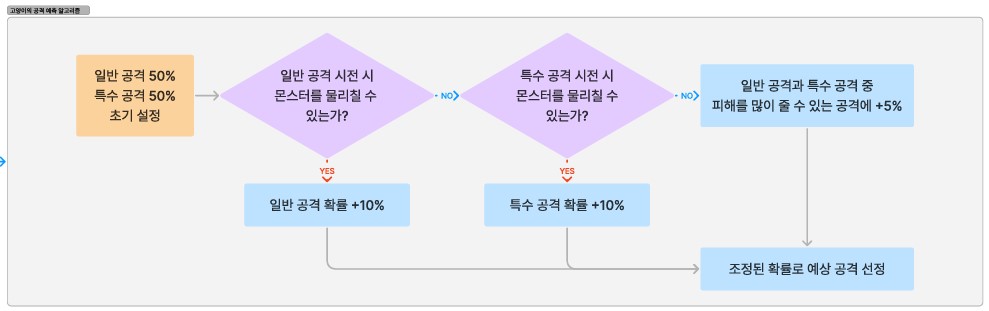 고양이의 공격 예측 알고리즘
일반 공격 50%
특수 공격 50%
초기 설정
일반 공격 시전 시
몬스터를 물리칠 수
있는가?
NO
특수 공격 시전 시
몬스터를 물리칠 수
있는가?
NO
일반 공격과 특수 공격 중
피해를 많이 줄 수 있는 공격에 +5%
YES
일반 공격 확률 +10%
YES
특수 공격 확률 +10%
조정된 확률로 예상 공격 선정